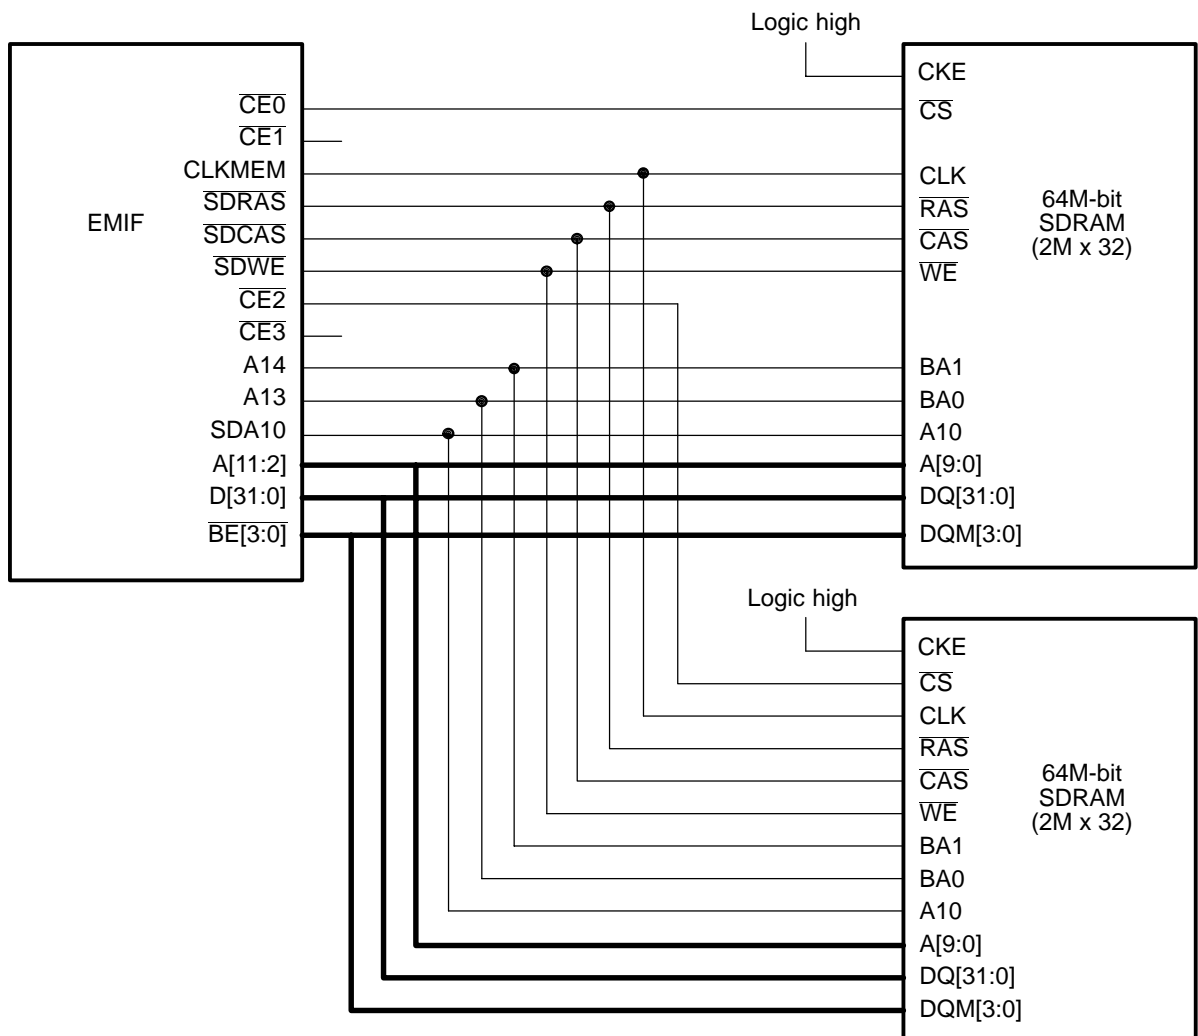 Logic high
EMIF
CE0
CE1
CLKMEM
SDRAS
SDCAS
SDWE
CE2
CE3
A14
A13
SDA10
A[11:2]
D[31:0]
BE[3:0]
CKE
CS
CLK
RAS
CAS
WE
BA1
BA0
A10
A[9:0]
DQ[31:0]
DQM[3:0]
64M-bit
SDRAM
(2M x 32)
Logic high
CKE
CS
CLK
RAS
CAS
WE
BA1
BA0
A10
A[9:0]
DQ[31:0]
DQM[3:0]
64M-bit
SDRAM
(2M x 32)